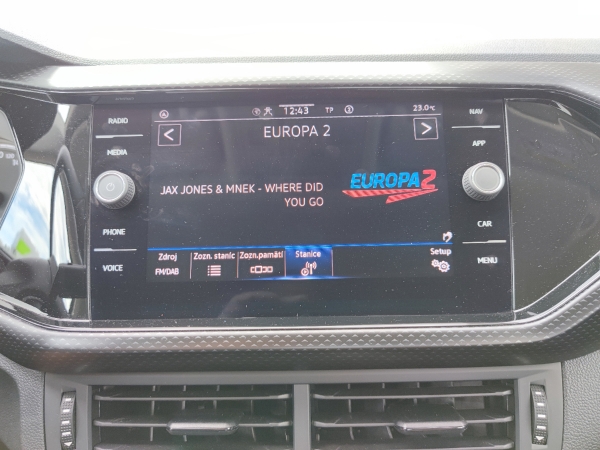 RADIO
MEDIA
PHONE
VOICE
12:43 TP 23.0°C
EUROPA 2
JAX JONES & MNEK - WHERE DID
YOU GO
EUROPA2
Zdroj Zozn. staníc Zozn.pamätí Stanice Setup
FM/DAB
NAV
APP
CAR
MENU